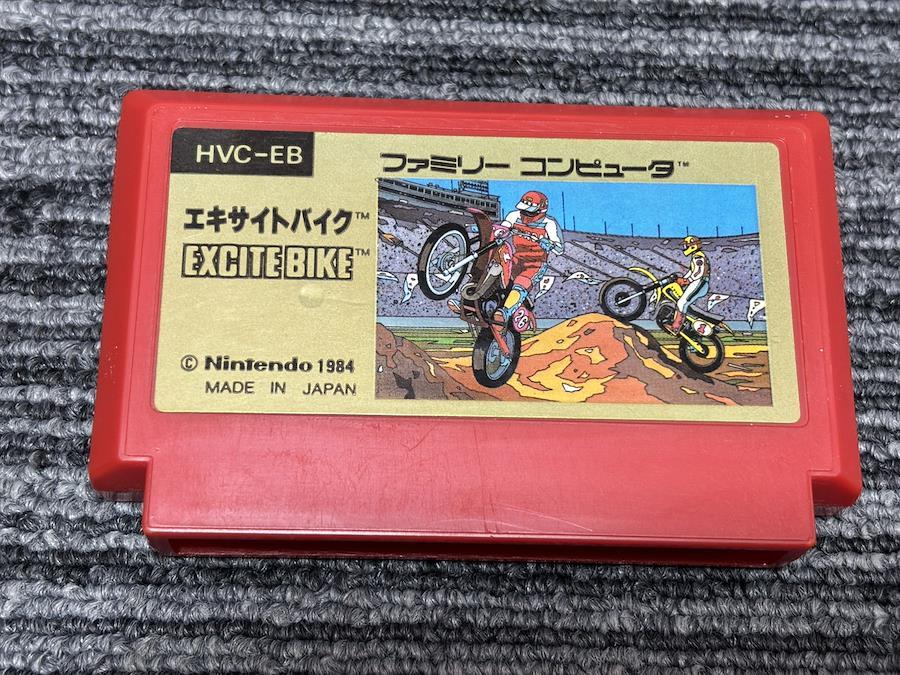 HVC-EB
ファミリー コンピュータ™
エキサイトバイク™
EXCITEBIKE™
© Nintendo 1984
MADE IN JAPAN
26